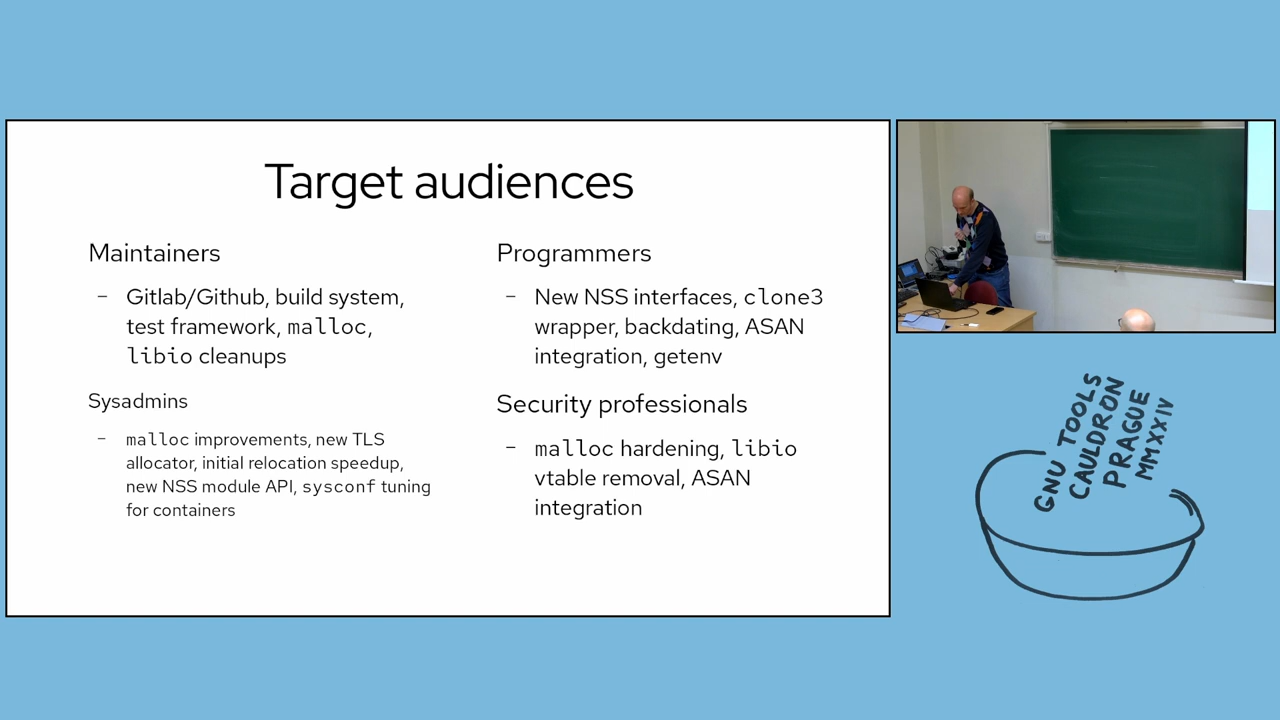 Target audiences
Maintainers
– Gitlab/Github, build system,
test framework, malloc,
libio cleanups
Sysadmins
– malloc improvements, new TLS
allocator, initial relocation speedup,
new NSS module API, sysconf tuning
for containers
Programmers
– New NSS interfaces, clone3
wrapper, backdating, ASAN
integration, getenv
Security professionals
– malloc hardening, libio
vtable removal, ASAN
integration
GNU TOOLS
CAULDRON
PRAGUE
MMXXIV